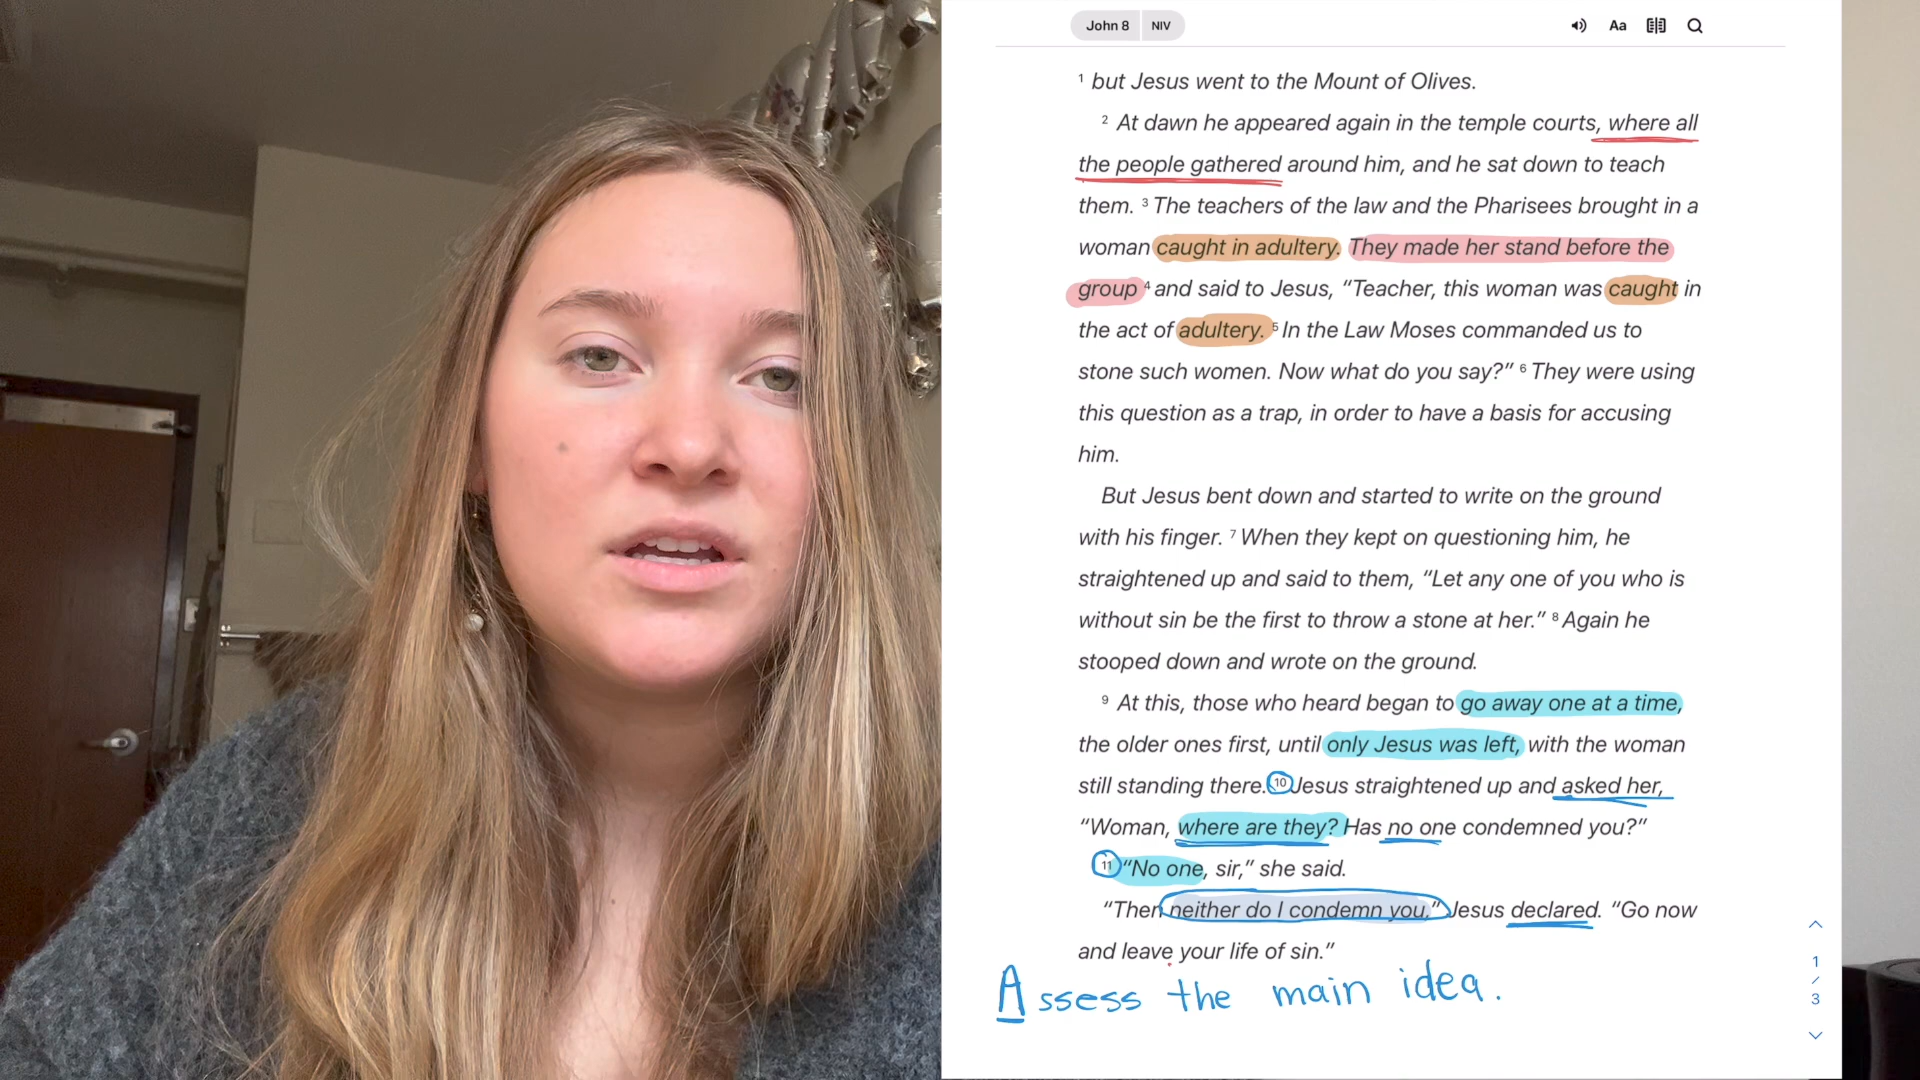 John 8 NIV Aa
1 but Jesus went to the Mount of Olives.
2 At dawn he appeared again in the temple courts, where all
the people gathered around him, and he sat down to teach
them. 3 The teachers of the law and the Pharisees brought in a
woman caught in adultery. They made her stand before the
group 4 and said to Jesus, “Teacher, this woman was caught in
the act of adultery. 5 In the Law Moses commanded us to
stone such women. Now what do you say?” 6 They were using
this question as a trap, in order to have a basis for accusing
him.
But Jesus bent down and started to write on the ground
with his finger. 7 When they kept on questioning him, he
straightened up and said to them, “Let any one of you who is
without sin be the first to throw a stone at her.” 8 Again he
stooped down and wrote on the ground.
9 At this, those who heard began to go away one at a time,
the older ones first, until only Jesus was left, with the woman
still standing there. 10 Jesus straightened up and asked her,
“Woman, where are they? Has no one condemned you?”
11 “No one, sir,” she said.
“Then neither do I condemn you,” Jesus declared. “Go now
and leave your life of sin.”
Assess the main idea.
1
/
3